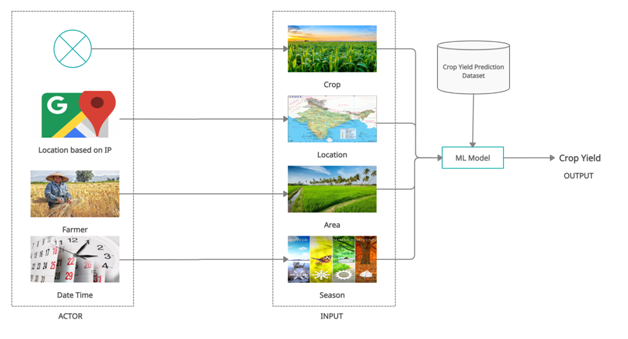 Crop Yield Prediction
Dataset
Crop
G
Location based on IP
Location
ML Model
Crop Yield
OUTPUT
Farmer
Area
Date Time
Season
ACTOR
INPUT